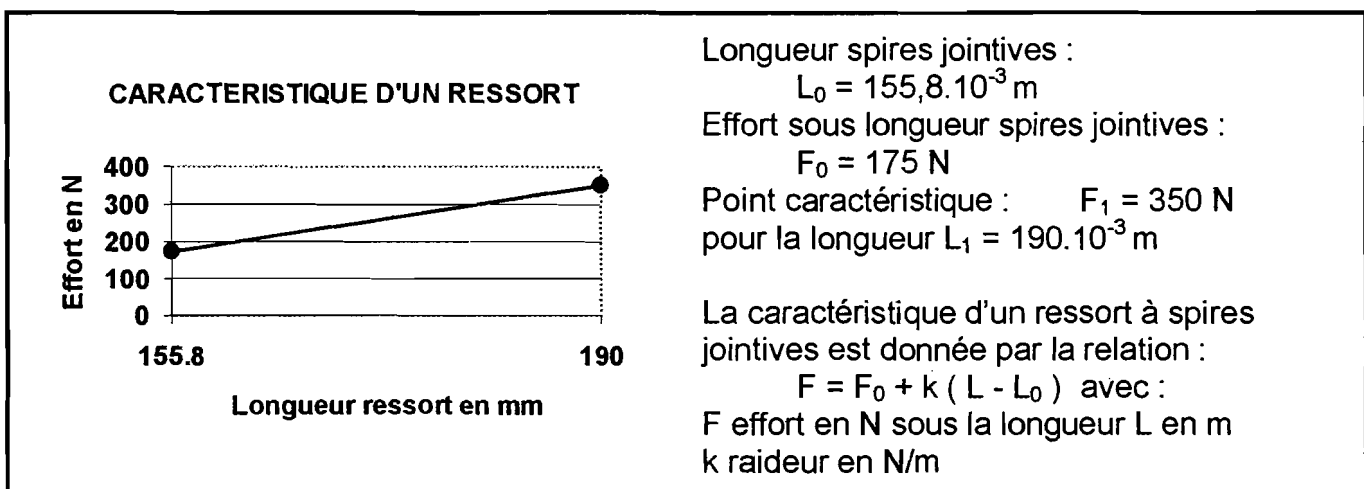 CARACTERISTIQUE D'UN RESSORT
Effort en N
400
300
200
100
0
155.8
190
Longueur ressort en mm
Longueur spires jointives :
L₀ = 155,8.10⁻³ m
Effort sous longueur spires jointives :
F₀ = 175 N
Point caractéristique : F₁ = 350 N
pour la longueur L₁ = 190.10⁻³ m
La caractéristique d'un ressort à spires
jointives est donnée par la relation :
F = F₀ + k ( L - L₀ ) avec :
F effort en N sous la longueur L en m
k raideur en N/m